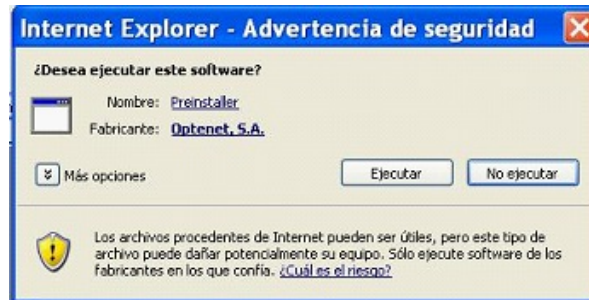 Internet Explorer - Advertencia de seguridad
¿Desea ejecutar este software?
Nombre: Preinstaller
Fabricante: Optenet, S.A.
Más opciones
Ejecutar
No ejecutar
Los archivos procedentes de Internet pueden ser útiles, pero este tipo de
archivo puede dañar potencialmente su equipo. Sólo ejecute software de los
fabricantes en los que confía. ¿Cuál es el riesgo?